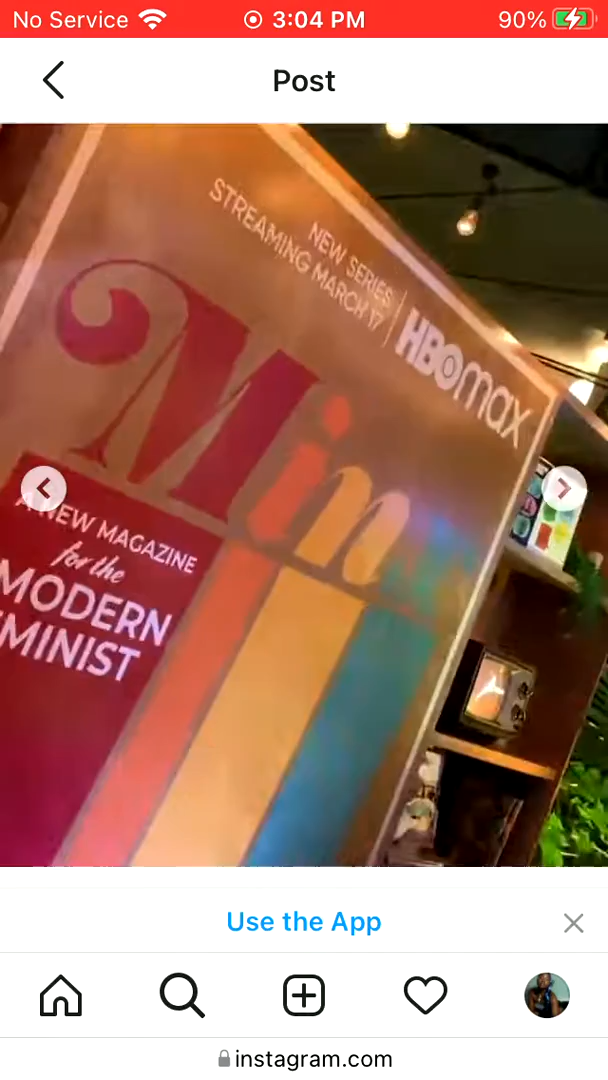 No Service
3:04 PM
90%
Post
NEW SERIES
STREAMING MARCH 17
HBOmax
Minx
A NEW MAGAZINE
for the
MODERN
MINIST
Use the App
instagram.com